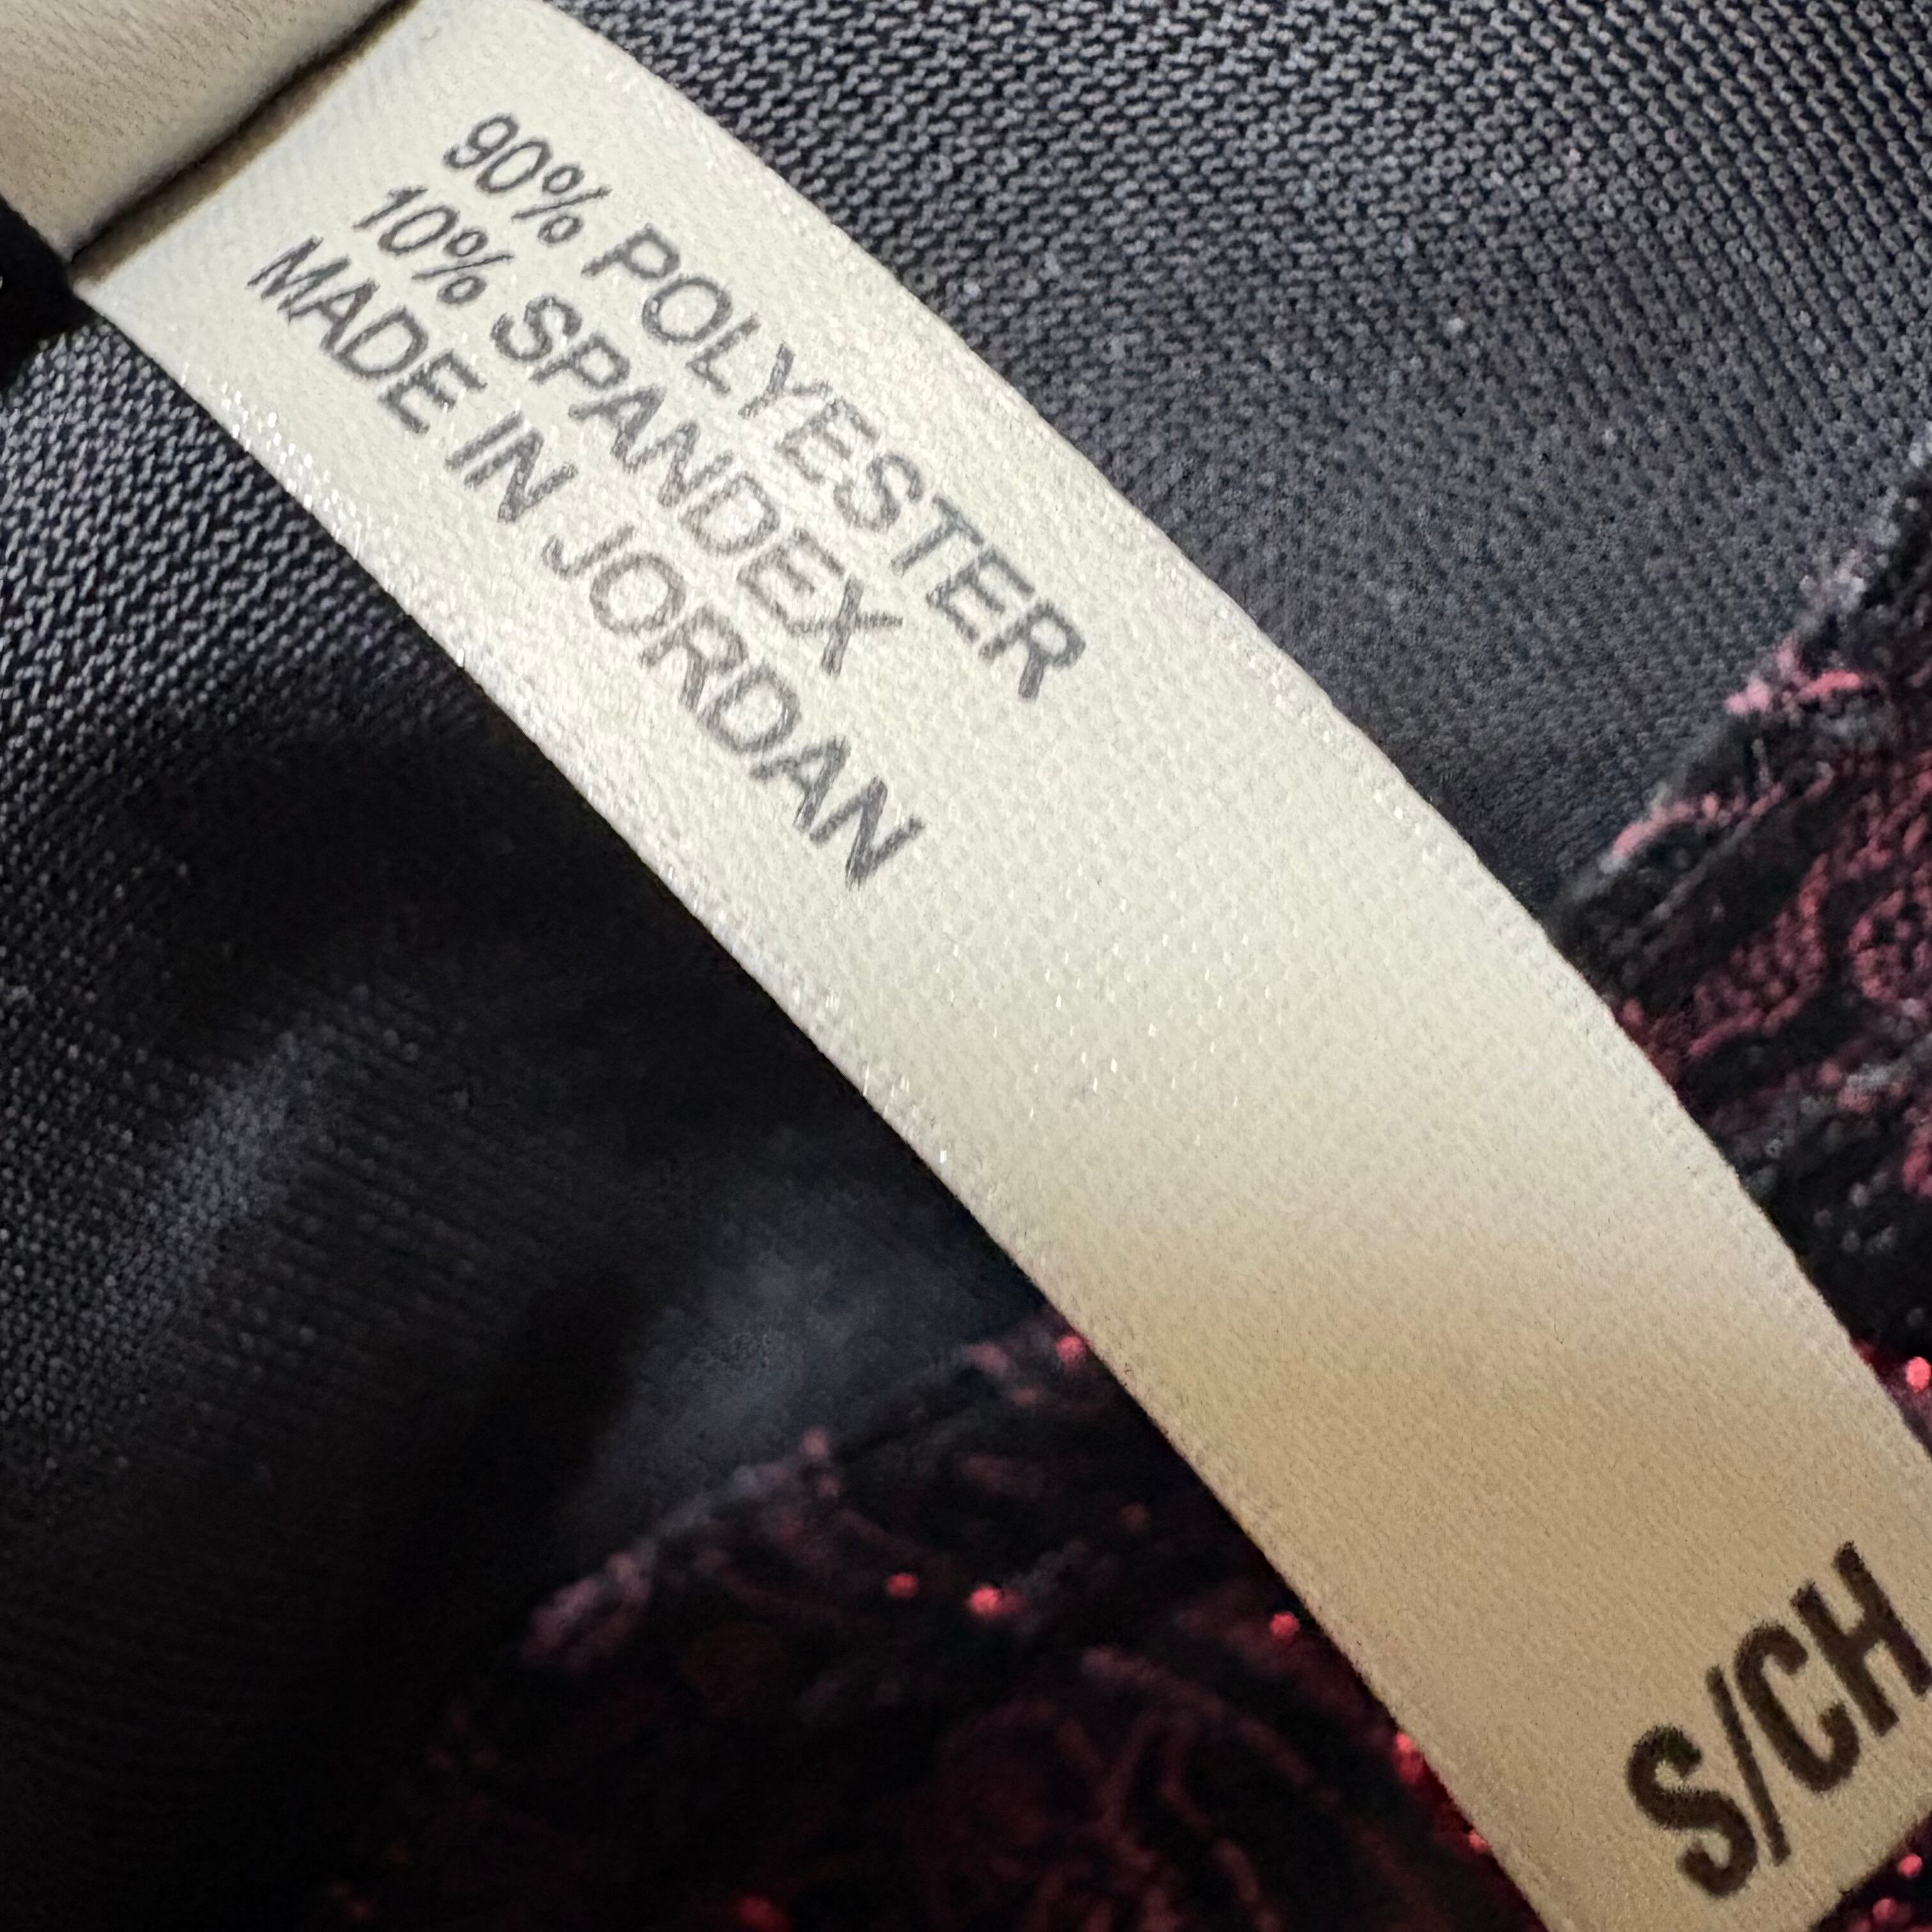 90% POLYESTER
10% SPANDEX
MADE IN JORDAN
S/CH